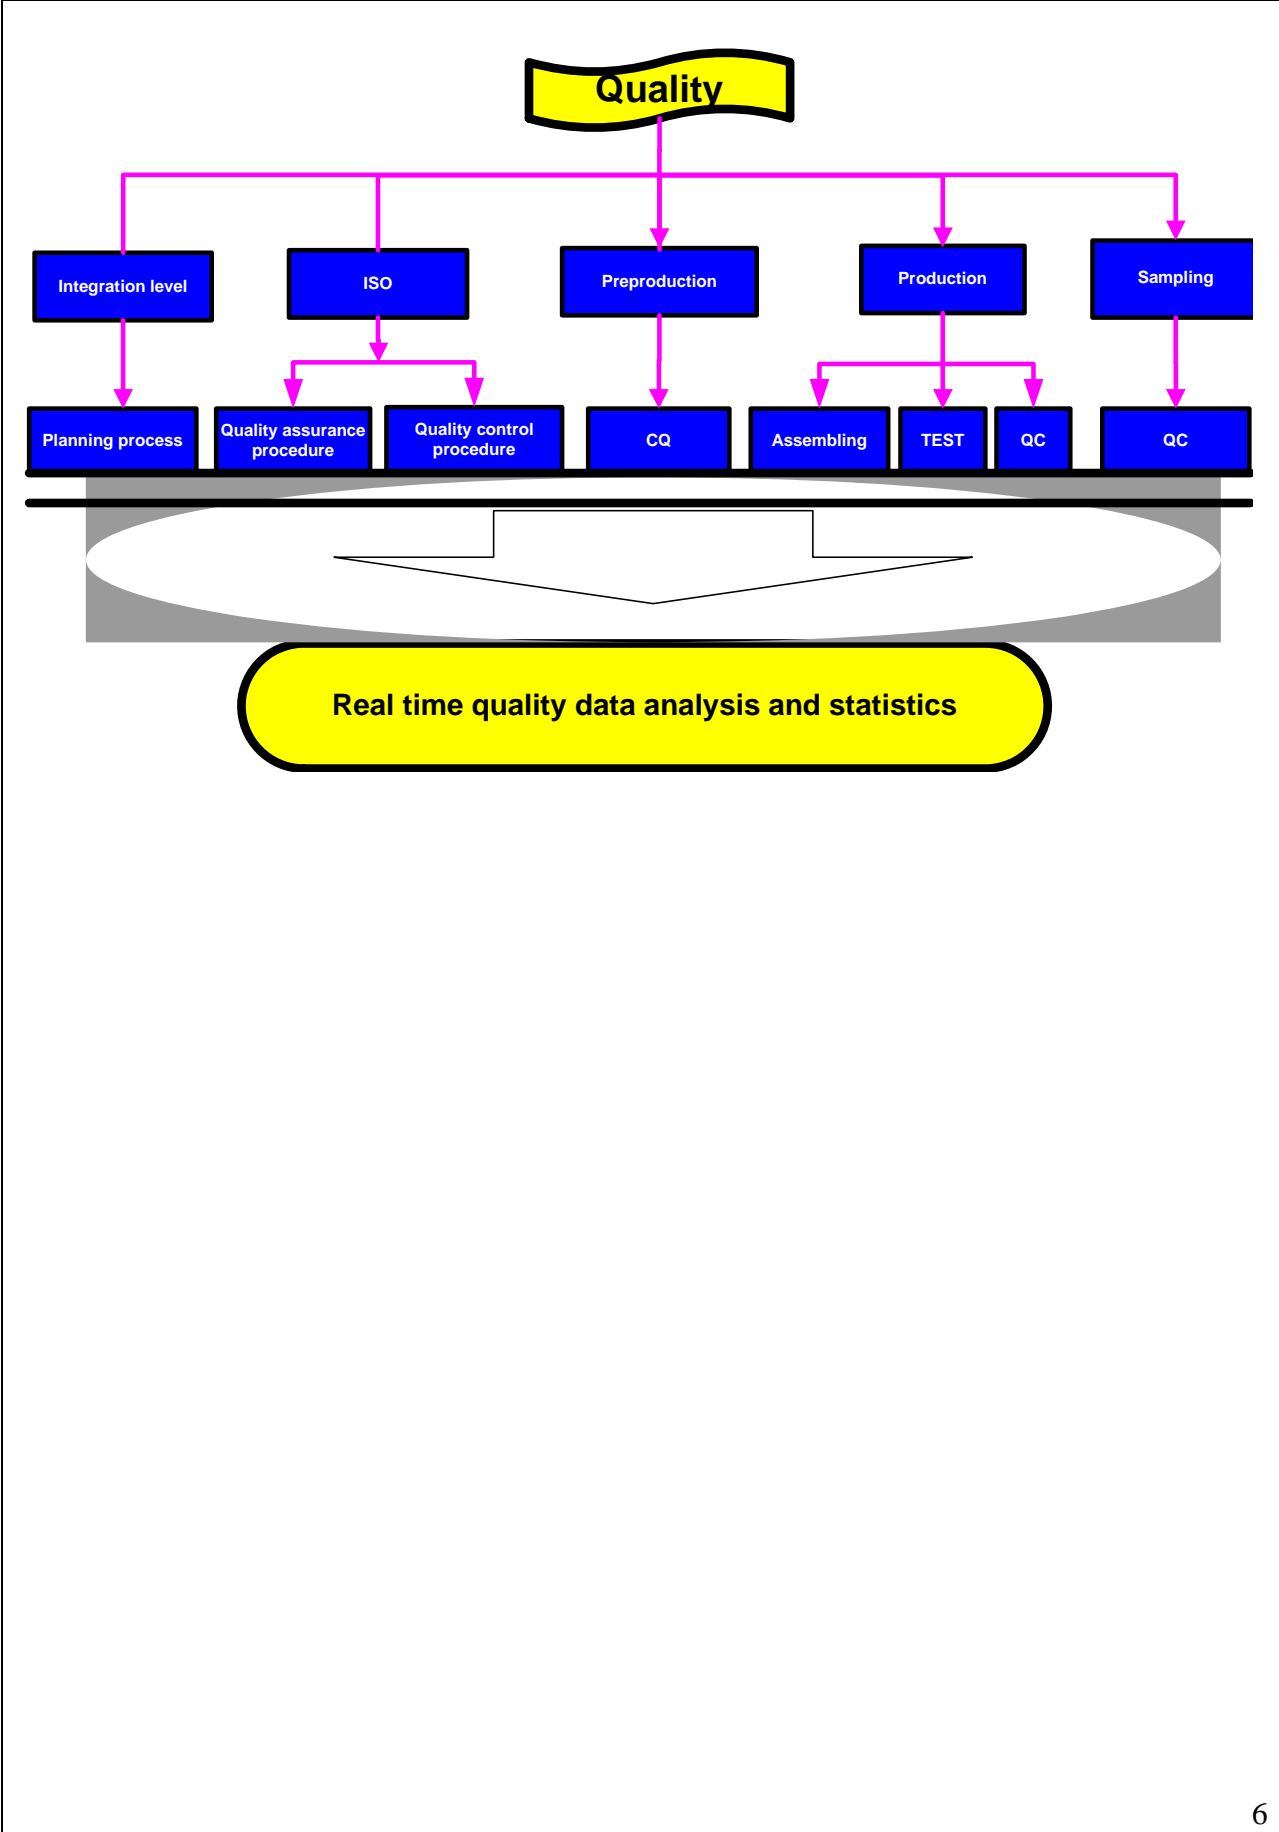 Quality
Integration level
ISO
Preproduction
Production
Sampling
Planning process
Quality assurance
procedure
Quality control
procedure
CQ
Assembling
TEST
QC
QC
Real time quality data analysis and statistics
6